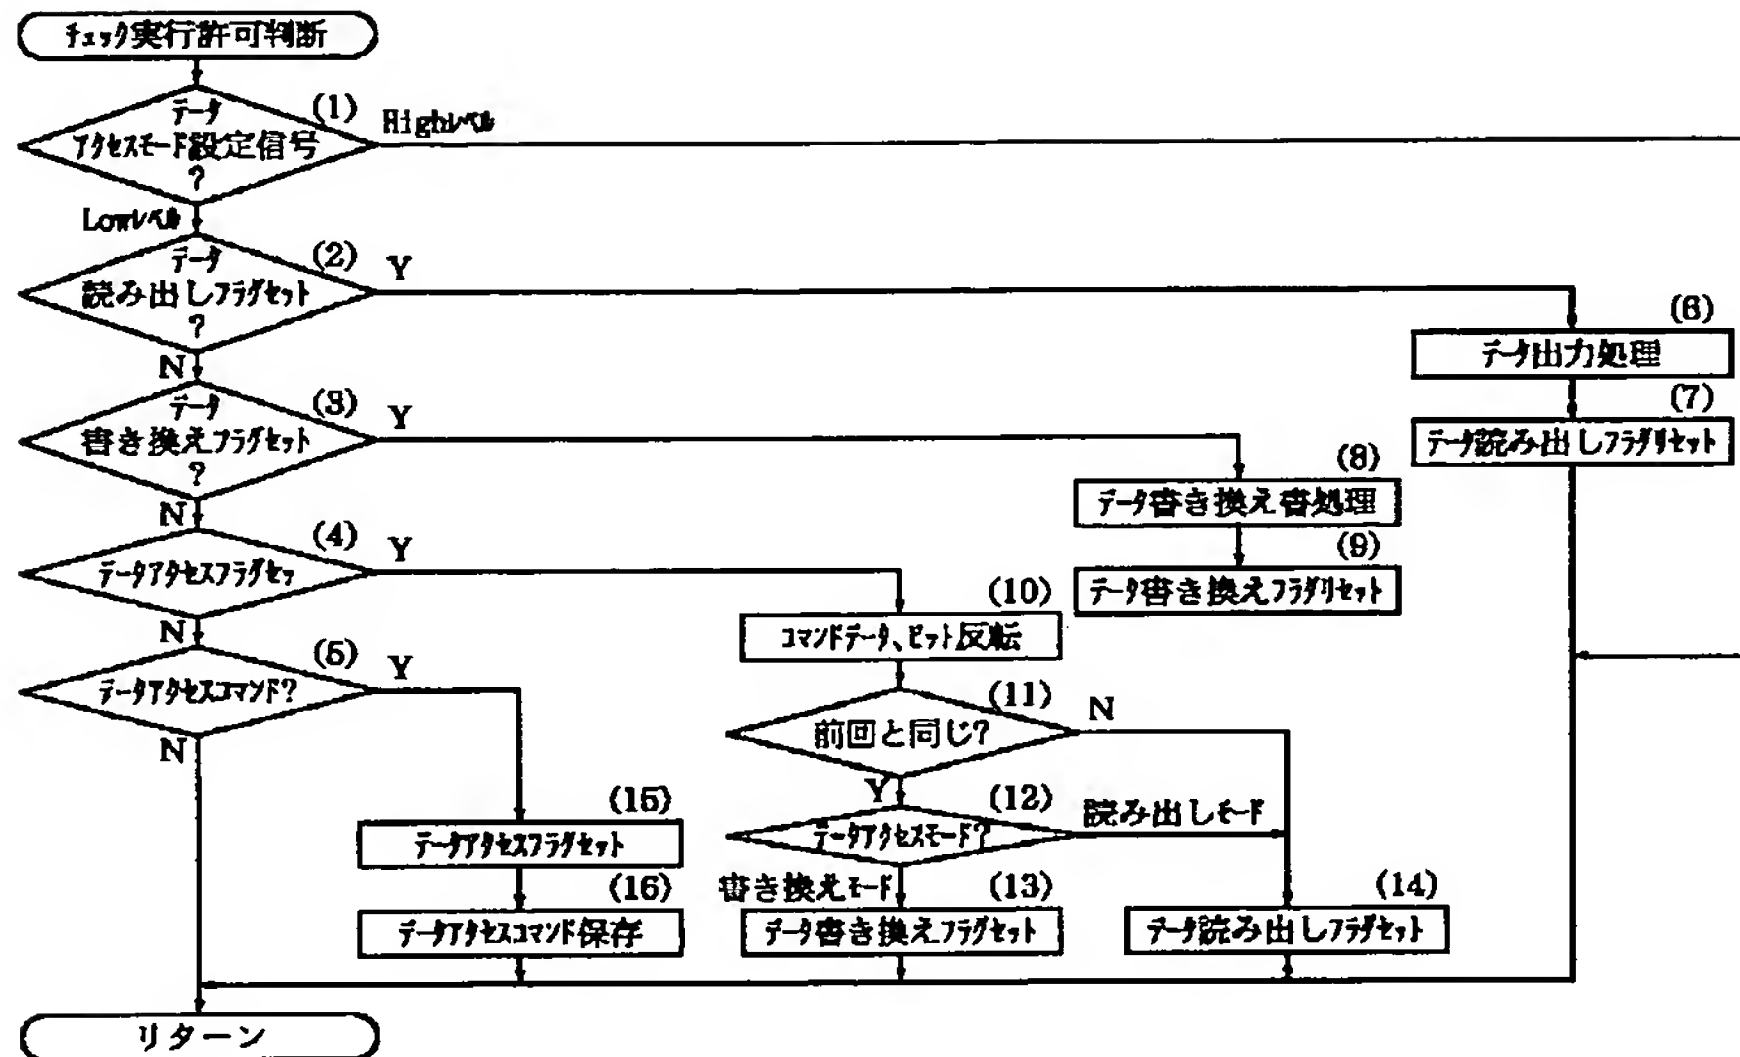 チェック実行許可判断
データ
(1)
アクセスモード設定信号
?
Highレベル
Lowレベル
データ
(2)
Y
読み出しフラグセット
?
N
(6)
データ出力処理
データ
(3)
Y
書き換えフラグセット
?
N
(7)
データ読み出しフラグリセット
(8)
データ書き換え書処理
(4)
Y
データアクセスフラグセッ
N
(9)
データ書き換えフラグリセット
(10)
コマンドデータ、ビット反転
(5)
Y
データアクセスコマンド?
N
(11)
N
前回と同じ?
Y
(12)
読み出しモード
データアクセスモード?
(15)
データアクセスフラグセット
書き換えモード
(13)
データ書き換えフラグセット
(14)
データ読み出しフラグセット
(16)
データアクセスコマンド保存
リターン